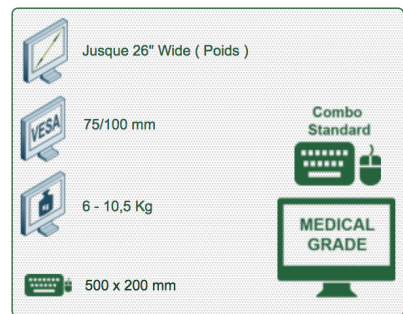 Jusque 26" Wide ( Poids )
VESA
75/100 mm
Combo
Standard
6 - 10,5 Kg
MEDICAL
GRADE
500 x 200 mm